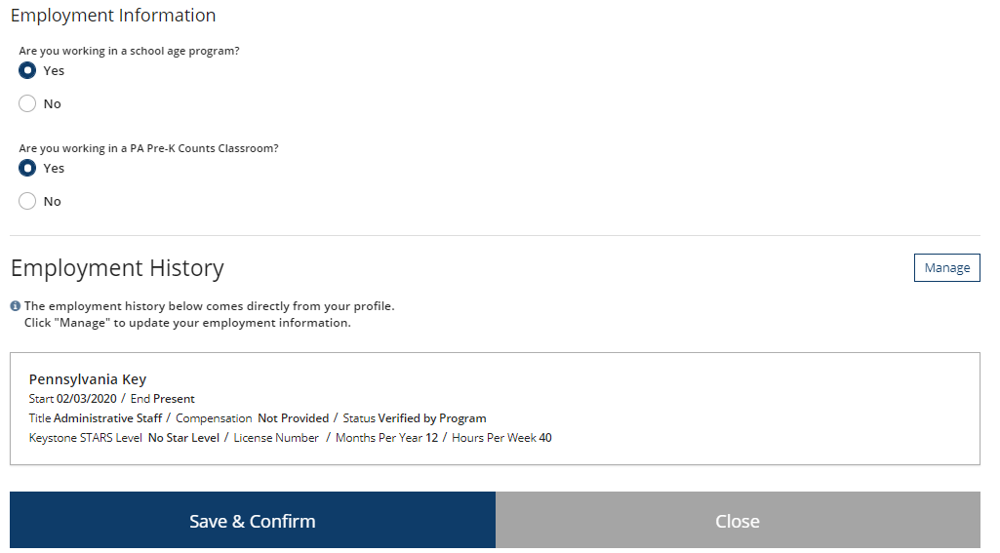 Employment Information
Are you working in a school age program?
Yes
No
Are you working in a PA Pre-K Counts Classroom?
Yes
No
Employment History
Manage
The employment history below comes directly from your profile.
Click "Manage" to update your employment information.
Pennsylvania Key
Start 02/03/2020 / End Present
Title Administrative Staff / Compensation Not Provided / Status Verified by Program
Keystone STARS Level No Star Level / License Number / Months Per Year 12 / Hours Per Week 40
Save & Confirm
Close